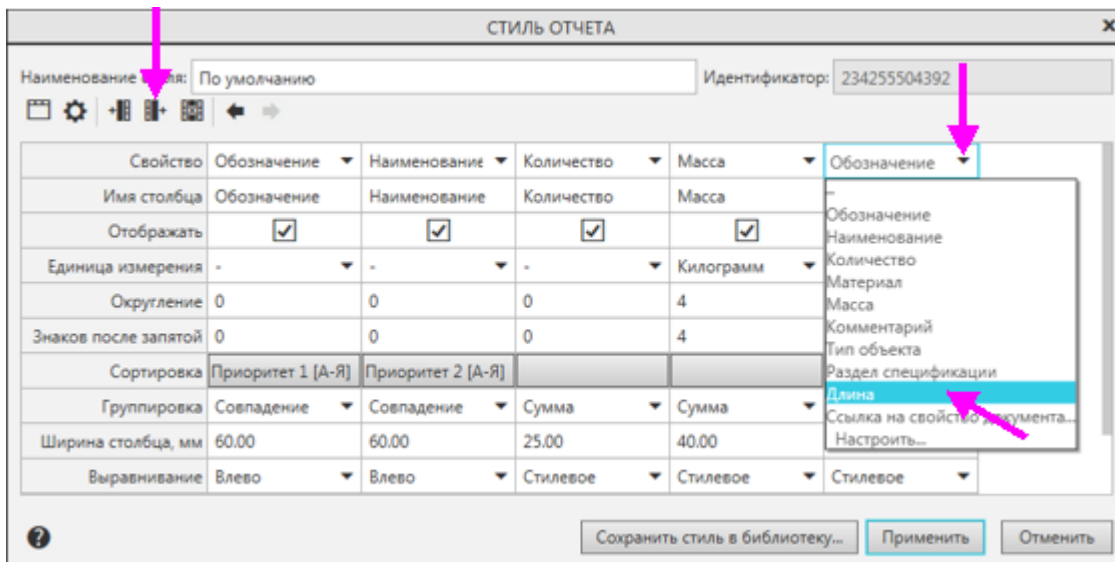 СТИЛЬ ОТЧЕТА
Наименование стиля: По умолчанию Идентификатор: 234255504392
Свойство Обозначение Наименование Количество Масса Обозначение
Имя столбца Обозначение Наименование Количество Масса
Отображать
Единица измерения - - - Килограмм
Округление 0 0 0 4
Знаков после запятой 0 0 0 4
Сортировка Приоритет 1 [А-Я] Приоритет 2 [А-Я]
Группировка Совпадение Совпадение Сумма Сумма
Ширина столбца, мм 60.00 60.00 25.00 40.00
Выравнивание Влево Влево Стилевое Стилевое Стилевое
–
Обозначение
Наименование
Количество
Материал
Масса
Комментарий
Тип объекта
Раздел спецификации
Длина
Ссылка на свойство документа...
Настроить...
Сохранить стиль в библиотеку... Применить Отменить